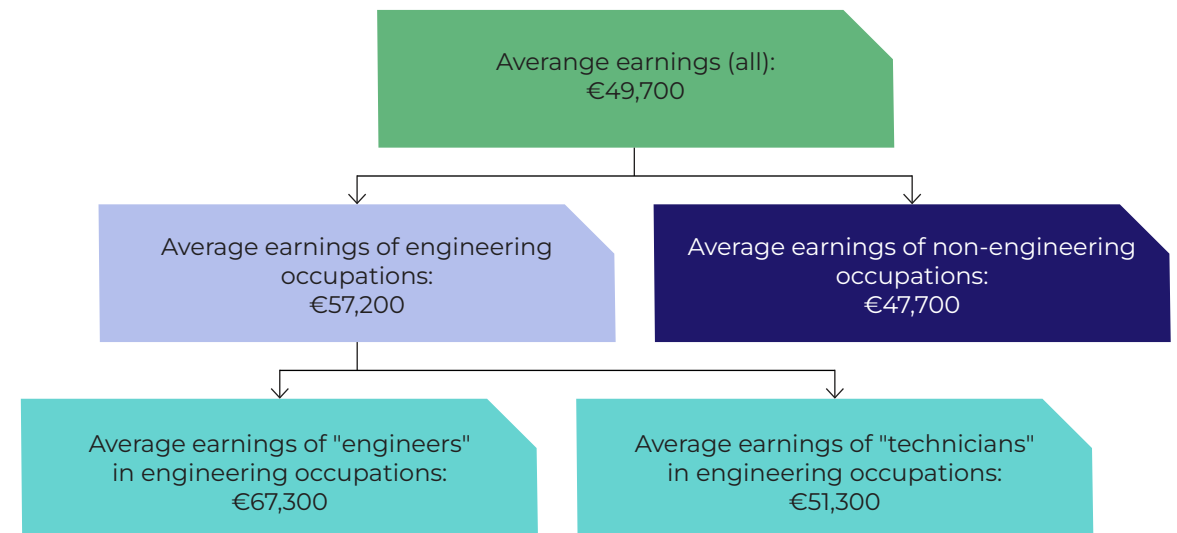 Averange earnings (all):
€49,700
Average earnings of engineering
occupations:
€57,200
Average earnings of non-engineering
occupations:
€47,700
Average earnings of "engineers"
in engineering occupations:
€67,300
Average earnings of "technicians"
in engineering occupations:
€51,300